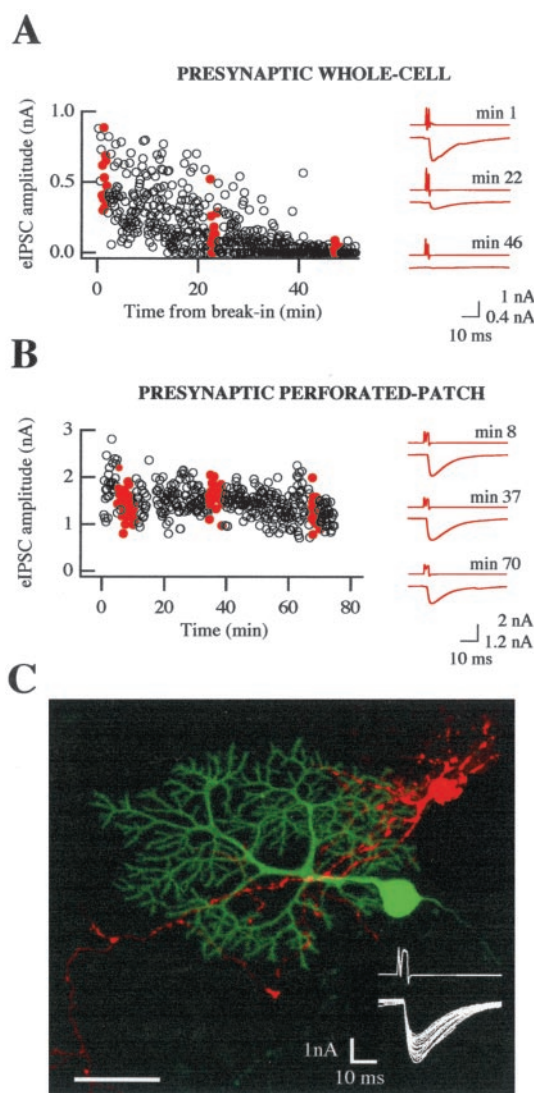 A
PRESYNAPTIC WHOLE-CELL
eIPSC amplitude (nA)
1.0
0.5
0.0
0
20
40
Time from break-in (min)
min 1
min 22
min 46
1 nA
0.4 nA
10 ms
B
PRESYNAPTIC PERFORATED-PATCH
eIPSC amplitude (nA)
3
2
1
0
0
20
40
60
80
Time (min)
min 8
min 37
min 70
2 nA
1.2 nA
10 ms
C
1nA
10 ms